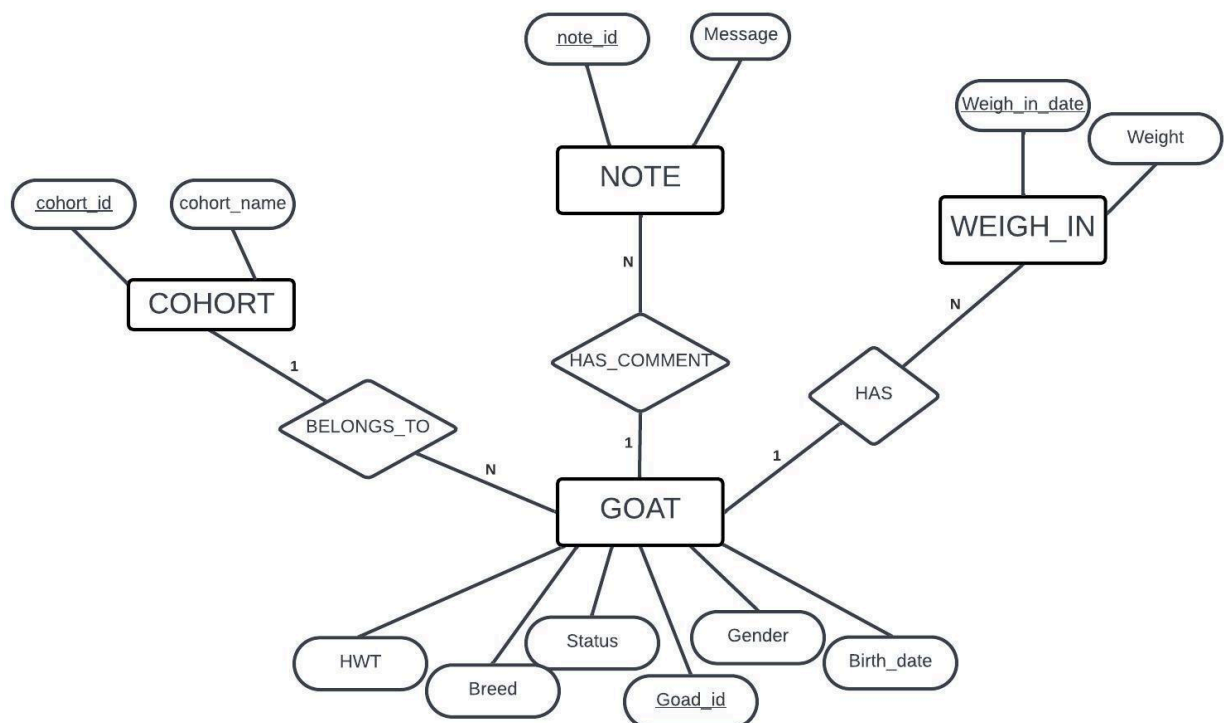 note_id
Message
Weigh_in_date
Weight
NOTE
cohort_id
cohort_name
WEIGH_IN
COHORT
N
N
1
HAS_COMMENT
HAS
BELONGS_TO
1
1
N
GOAT
HWT
Breed
Status
Goad_id
Gender
Birth_date